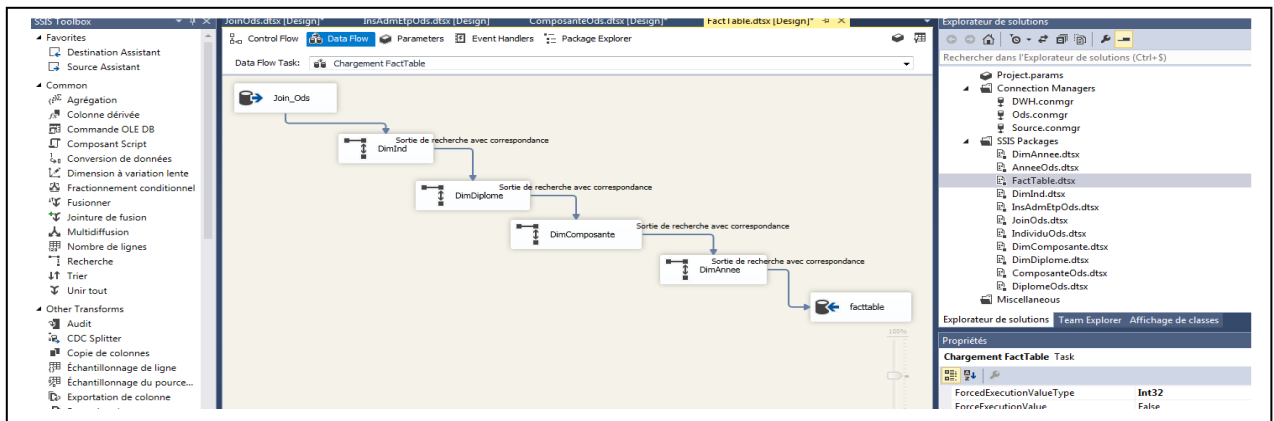 SSIS Toolbox
JoinOds.dtsx [Design]* InsAdmEtpOds.dtsx [Design] ComposanteOds.dtsx [Design]* FactTable.dtsx [Design]*
Explorateur de solutions
Favorites
Destination Assistant
Source Assistant
Common
Agrégation
Colonne dérivée
Commande OLE DB
Composant Script
Conversion de données
Dimension à variation lente
Fractionnement conditionnel
Fusionner
Jointure de fusion
Multidiffusion
Nombre de lignes
Recherche
Trier
Unir tout
Other Transforms
Audit
CDC Splitter
Copie de colonnes
Échantillonnage de ligne
Échantillonnage du pource...
Exportation de colonne
Control Flow Data Flow Parameters Event Handlers Package Explorer
Data Flow Task: Chargement FactTable
Join_Ods
Sortie de recherche avec correspondance
DimInd
Sortie de recherche avec correspondance
DimDiplome
Sortie de recherche avec correspondance
DimComposante
Sortie de recherche avec correspondance
DimAnnee
facttable
100%
Rechercher dans l'Explorateur de solutions (Ctrl+$)
Project.params
Connection Managers
DWH.conmgr
Ods.conmgr
Source.conmgr
SSIS Packages
DimAnnee.dtsx
AnneeOds.dtsx
FactTable.dtsx
DimInd.dtsx
InsAdmEtpOds.dtsx
JoinOds.dtsx
IndividuOds.dtsx
DimComposante.dtsx
DimDiplome.dtsx
ComposanteOds.dtsx
DiplomeOds.dtsx
Miscellaneous
Explorateur de solutions Team Explorer Affichage de classes
Propriétés
Chargement FactTable Task
ForcedExecutionValueType Int32
ForceExecutionValue False